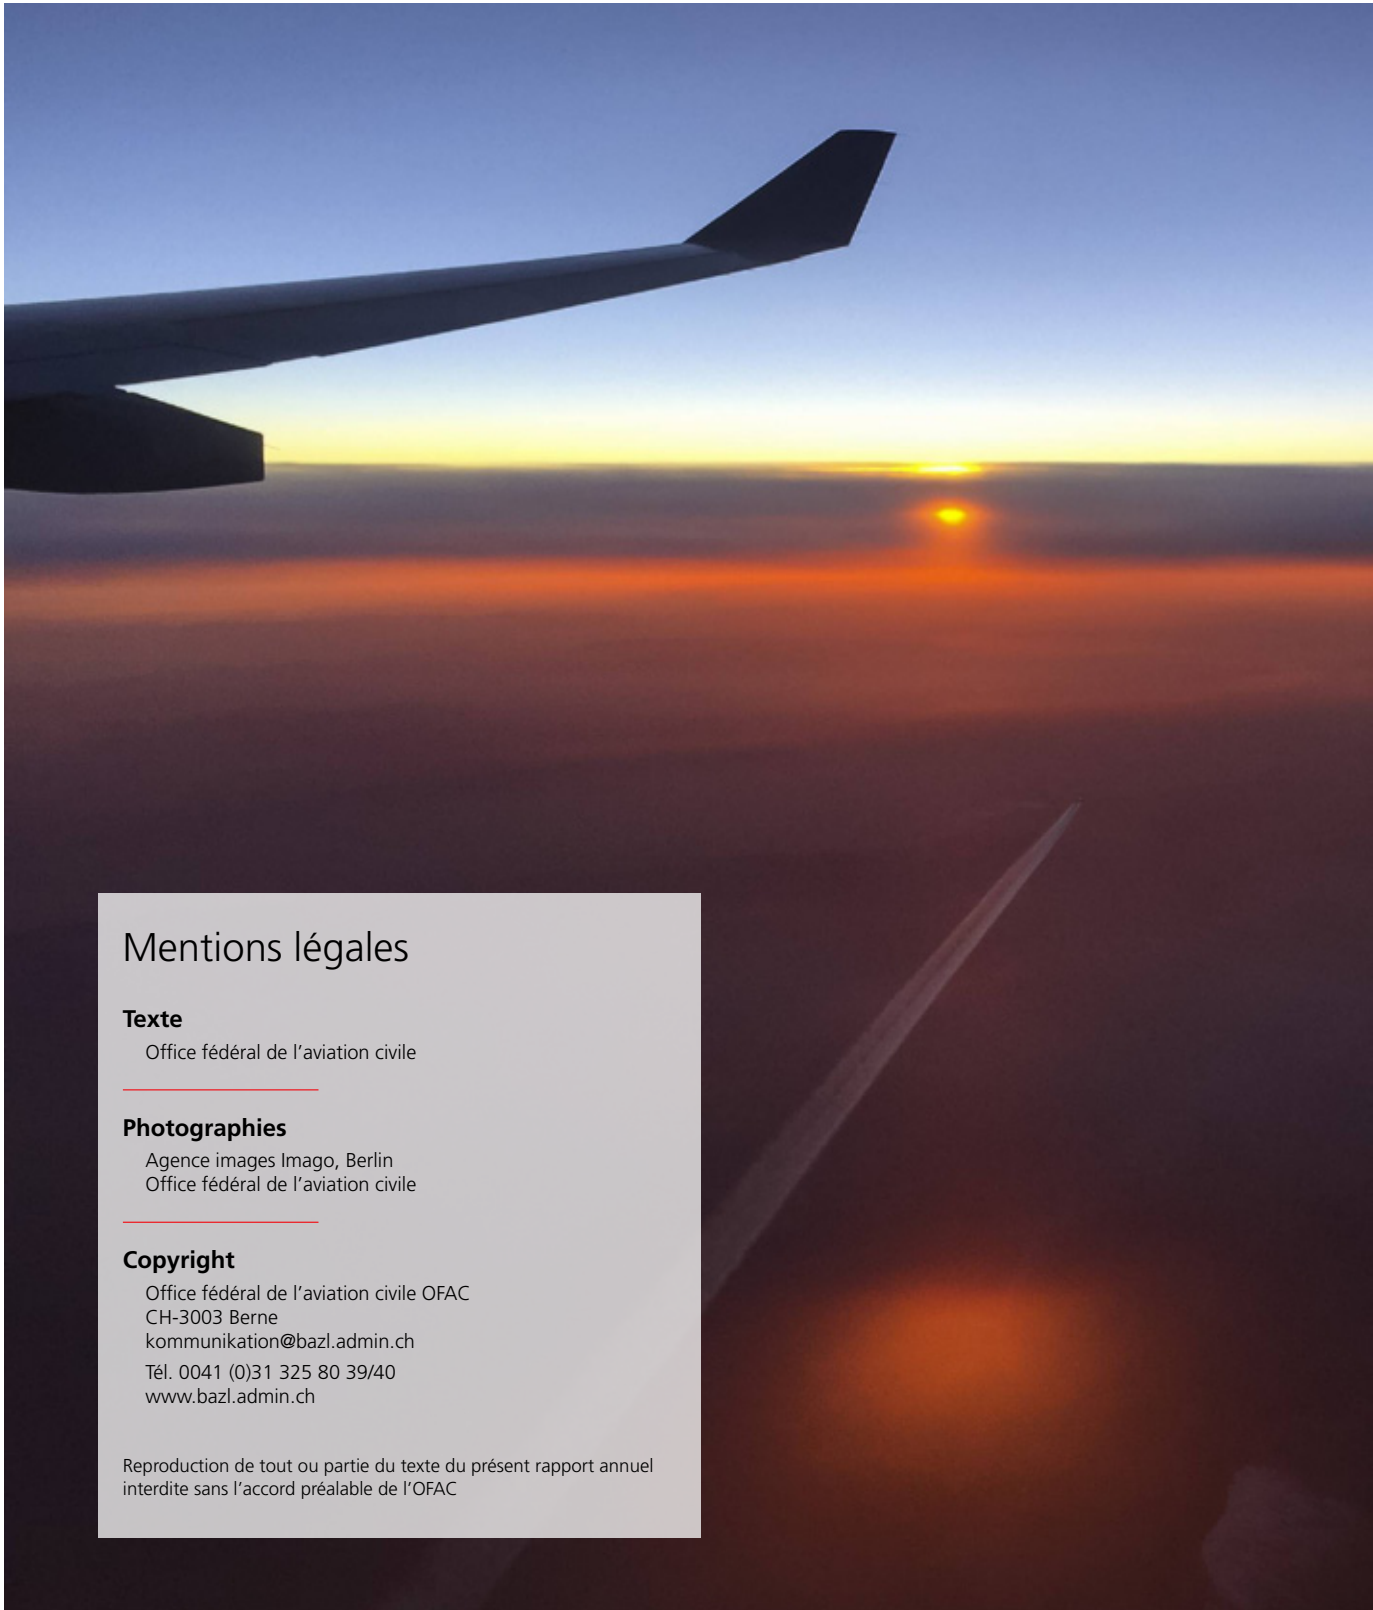 Mentions légales
Texte
Office fédéral de l’aviation civile
Photographies
Agence images Imago, Berlin
Office fédéral de l’aviation civile
Copyright
Office fédéral de l’aviation civile OFAC
CH-3003 Berne
kommunikation@bazl.admin.ch
Tél. 0041 (0)31 325 80 39/40
www.bazl.admin.ch
Reproduction de tout ou partie du texte du présent rapport annuel
interdite sans l’accord préalable de l’OFAC